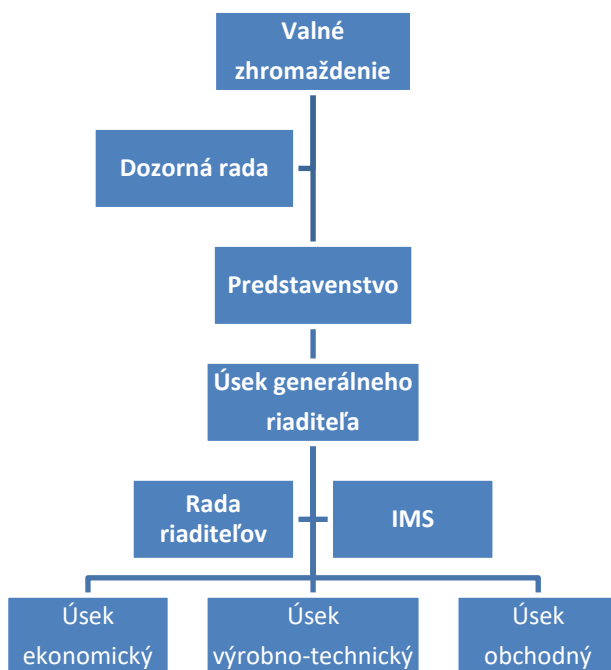 Valné
zhromaždenie
Dozorná rada
Predstavenstvo
Úsek generálneho
riaditeľa
Rada
riaditeľov
IMS
Úsek
ekonomický
Úsek
výrobno-technický
Úsek
obchodný